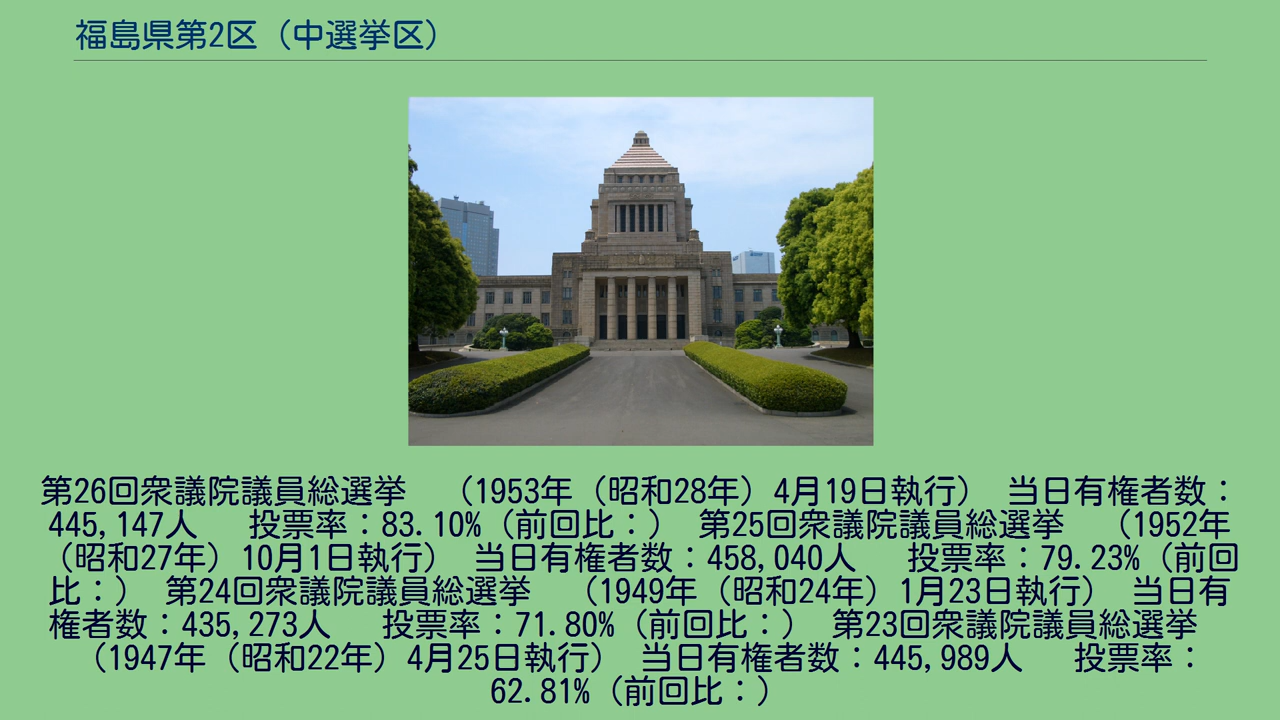 福島県第2区（中選挙区）
第26回衆議院議員総選挙　（1953年（昭和28年）4月19日執行）　当日有権者数：
445,147人　 投票率：83.10%（前回比：）　第25回衆議院議員総選挙　（1952年
（昭和27年）10月1日執行）　当日有権者数：458,040人　 投票率：79.23%（前回
比：）　第24回衆議院議員総選挙　（1949年（昭和24年）1月23日執行）　当日有
権者数：435,273人　 投票率：71.80%（前回比：）　第23回衆議院議員総選挙
（1947年（昭和22年）4月25日執行）　当日有権者数：445,989人　 投票率：
62.81%（前回比：）